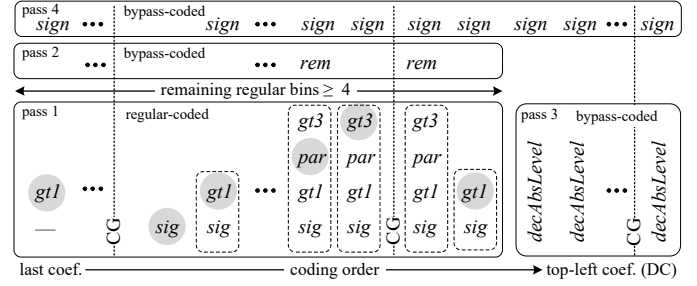 pass 4 bypass-coded
sign ••• sign sign ••• sign sign sign sign sign sign ••• sign
pass 2 bypass-coded
••• ••• rem rem
remaining regular bins ≥ 4
pass 1 regular-coded
gt3 gt3 gt3
par par par
gt1 ••• gt1 ••• gt1 gt1 gt1 gt1
— sig sig sig sig sig sig
CG CG
pass 3 bypass-coded
decAbsLevel decAbsLevel ••• decAbsLevel
CG
last coef. coding order top-left coef. (DC)